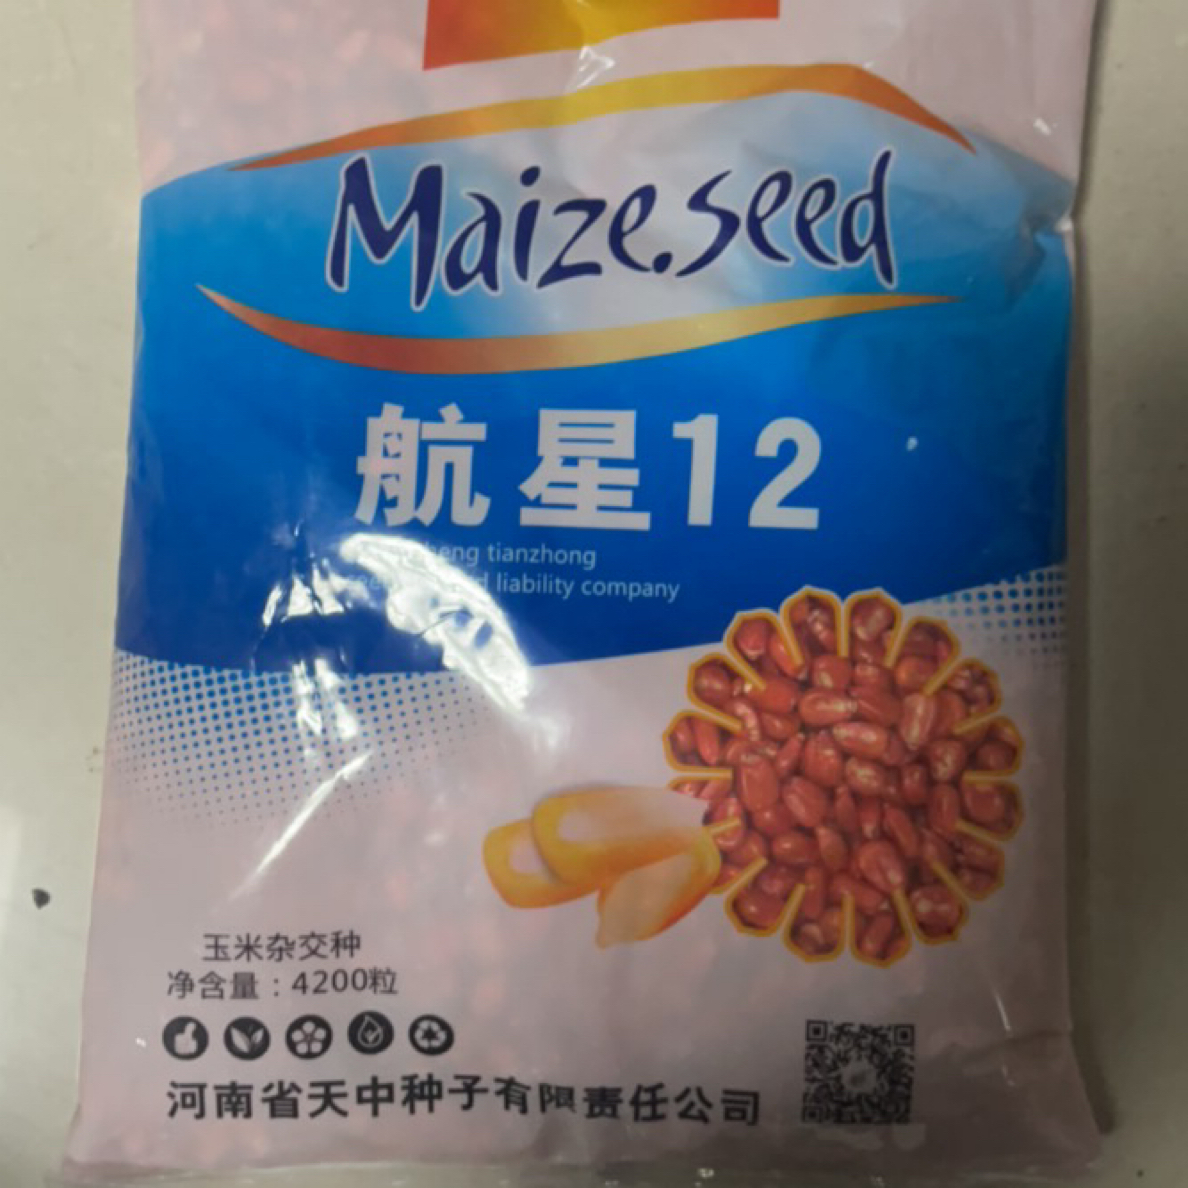 Maize.seed
航星12
tianzhong
liability company
玉米杂交种
净含量：4200粒
河南省天中种子有限责任公司